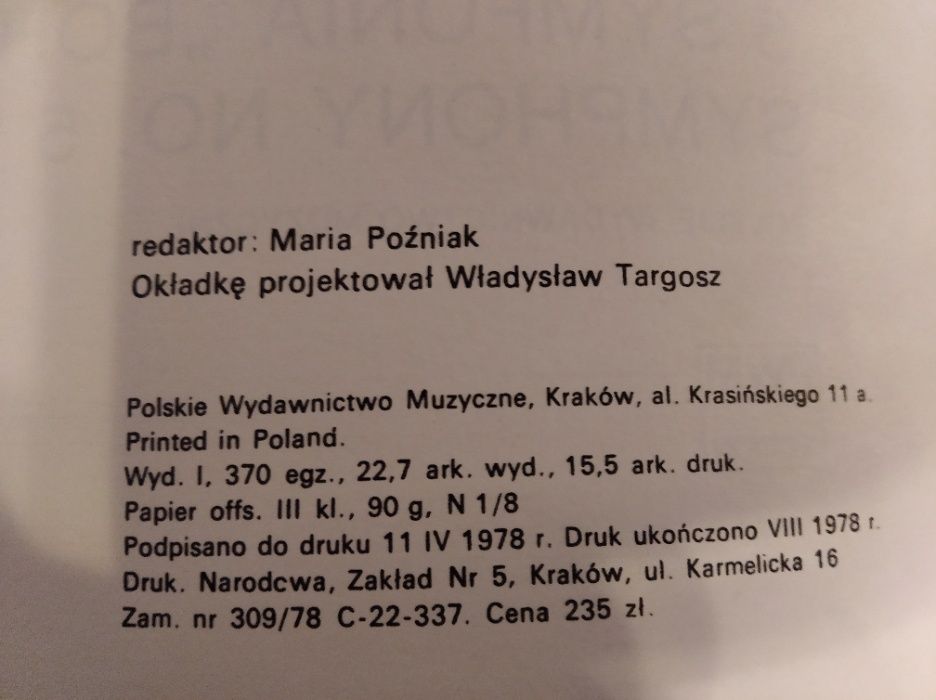 redaktor: Maria Poźniak
Okładkę projektował Władysław Targosz
Polskie Wydawnictwo Muzyczne, Kraków, al. Krasińskiego 11 a
Printed in Poland.
Wyd. I, 370 egz., 22,7 ark. wyd., 15,5 ark. druk.
Papier offs. III kl., 90 g, N 1/8
Podpisano do druku 11 IV 1978 r. Druk ukończono VIII 1978 r.
Druk. Narodcwa, Zakład Nr 5, Kraków, ul. Karmelicka 16
Zam. nr 309/78 C-22-337. Cena 235 zł.